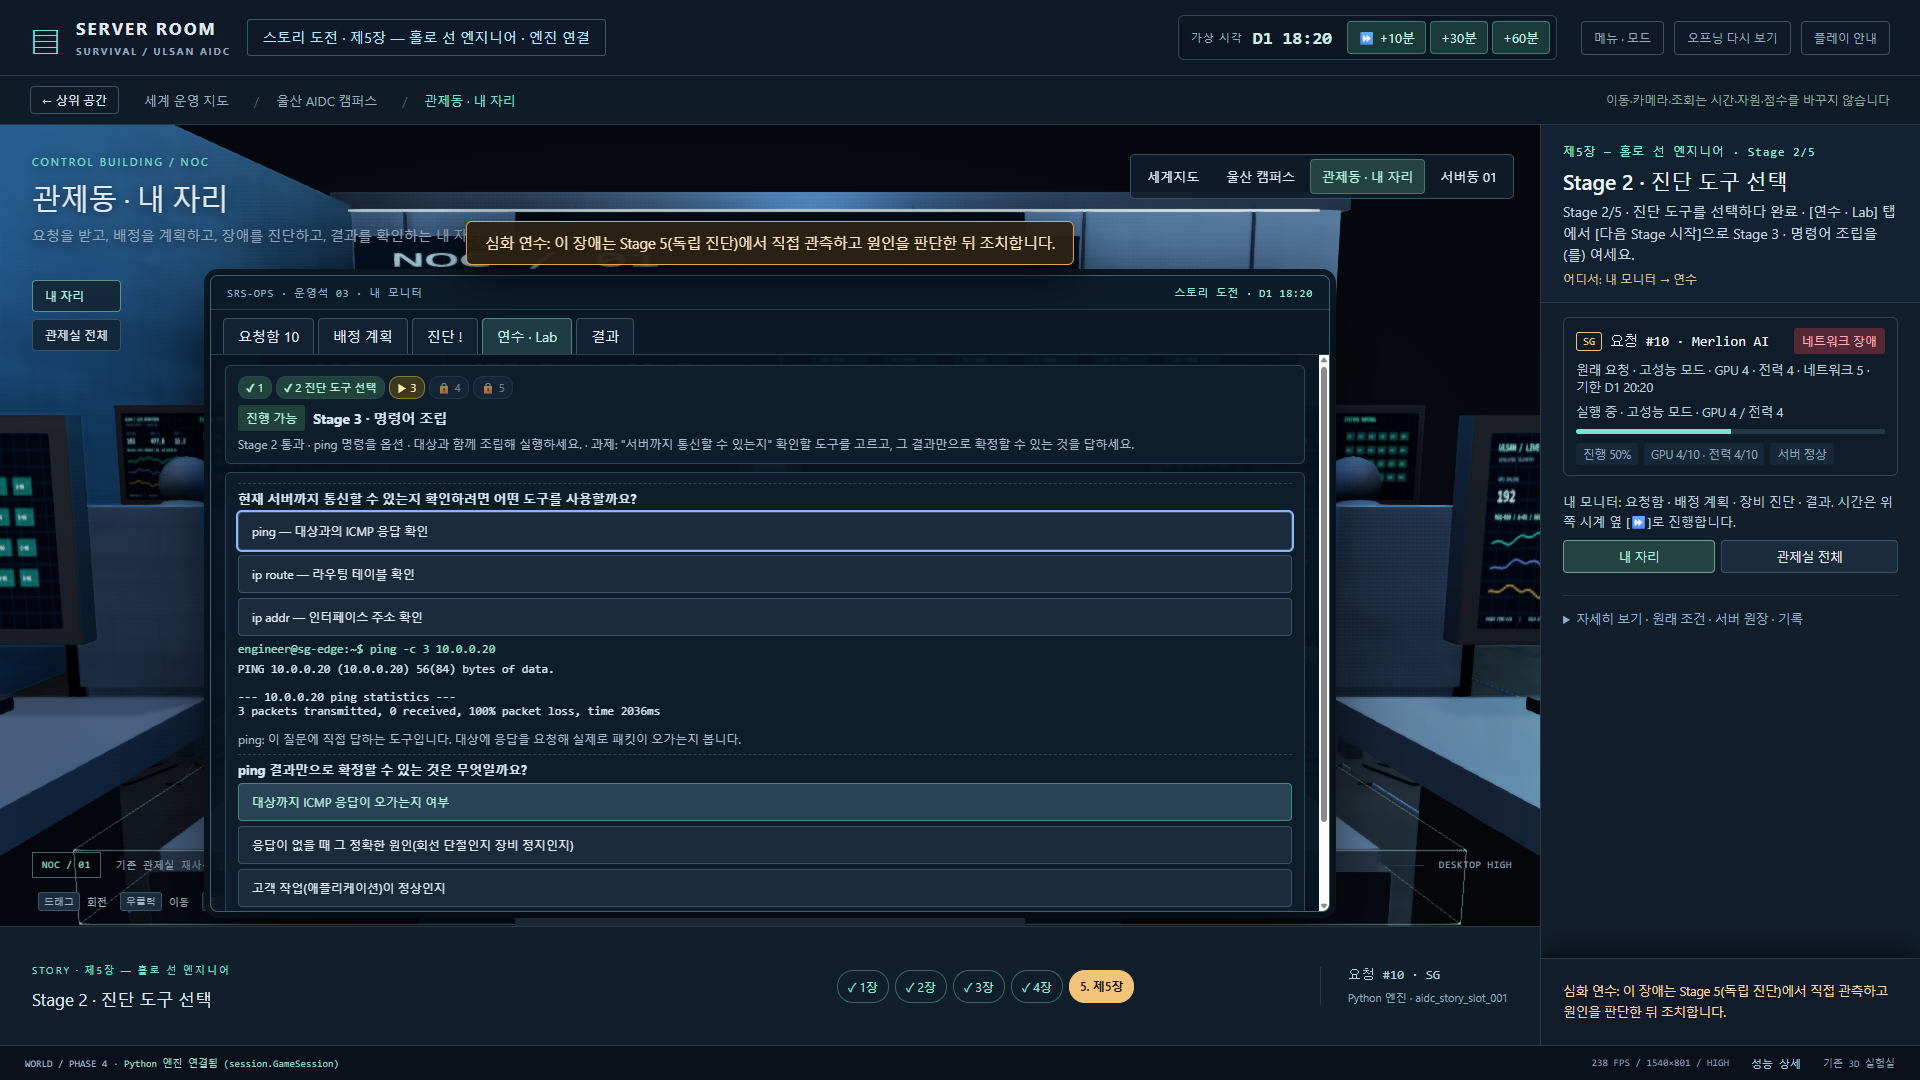 SERVER ROOM
SURVIVAL / ULSAN AIDC
스토리 도전 · 제5장 — 홀로 선 엔지니어 · 엔진 연결
가상 시각 D1 18:20 ⏩ +10분 +30분 +60분
메뉴 · 모드 오프닝 다시 보기 플레이 안내
← 상위 공간 세계 운영 지도 / 울산 AIDC 캠퍼스 / 관제동 · 내 자리
이동·카메라·조회는 시간·자원·점수를 바꾸지 않습니다
CONTROL BUILDING / NOC
관제동 · 내 자리
요청을 받고, 배정을 계획하고, 장애를 진단하고, 결과를 확인하는 내 자
세계지도 울산 캠퍼스 관제동 · 내 자리 서버동 01
심화 연수: 이 장애는 Stage 5(독립 진단)에서 직접 관측하고 원인을 판단한 뒤 조치합니다.
내 자리
관제실 전체
SRS-OPS · 운영석 03 · 내 모니터
스토리 도전 · D1 18:20
요청함 10 배정 계획 진단 ! 연수 · Lab 결과
✓ 1 ✓ 2 진단 도구 선택 ▶ 3 🔒 4 🔒 5
진행 가능 Stage 3 · 명령어 조립
Stage 2 통과 · ping 명령을 옵션 · 대상과 함께 조립해 실행하세요. · 과제: "서버까지 통신할 수 있는지" 확인할 도구를 고르고, 그 결과만으로 확정할 수 있는 것을 답하세요.
현재 서버까지 통신할 수 있는지 확인하려면 어떤 도구를 사용할까요?
ping — 대상과의 ICMP 응답 확인
ip route — 라우팅 테이블 확인
ip addr — 인터페이스 주소 확인
engineer@sg-edge:~$ ping -c 3 10.0.0.20
PING 10.0.0.20 (10.0.0.20) 56(84) bytes of data.
--- 10.0.0.20 ping statistics ---
3 packets transmitted, 0 received, 100% packet loss, time 2036ms
ping: 이 질문에 직접 답하는 도구입니다. 대상에 응답을 요청해 실제로 패킷이 오가는지 봅니다.
ping 결과만으로 확정할 수 있는 것은 무엇일까요?
대상까지 ICMP 응답이 오가는지 여부
응답이 없을 때 그 정확한 원인(회선 단절인지 장비 정지인지)
고객 작업(애플리케이션)이 정상인지
NOC / 01 기존 관제실 재사
DESKTOP HIGH
드래그 회전 우클릭 이동
제5장 — 홀로 선 엔지니어 · Stage 2/5
Stage 2 · 진단 도구 선택
Stage 2/5 · 진단 도구를 선택하다 완료 · [연수 · Lab] 탭
에서 [다음 Stage 시작]으로 Stage 3 · 명령어 조립을
(를) 여세요.
어디서: 내 모니터 → 연수
SG 요청 #10 · Merlion AI 네트워크 장애
원래 요청 · 고성능 모드 · GPU 4 · 전력 4 · 네트워크 5 ·
기한 D1 20:20
실행 중 · 고성능 모드 · GPU 4 / 전력 4
진행 50% GPU 4/10 · 전력 4/10 서버 정상
내 모니터: 요청함 · 배정 계획 · 장비 진단 · 결과. 시간은 위
쪽 시계 옆 [⏩]로 진행합니다.
내 자리 관제실 전체
▶ 자세히 보기 · 원래 조건 · 서버 원장 · 기록
STORY · 제5장 — 홀로 선 엔지니어
Stage 2 · 진단 도구 선택
✓ 1장 ✓ 2장 ✓ 3장 ✓ 4장 5. 제5장
요청 #10 · SG
Python 엔진 · aidc_story_slot_001
심화 연수: 이 장애는 Stage 5(독립 진단)에서 직접 관측하고
원인을 판단한 뒤 조치합니다.
WORLD / PHASE 4 · Python 엔진 연결됨 (session.GameSession)
238 FPS / 1540×801 / HIGH 성능 상세 기존 3D 실험실